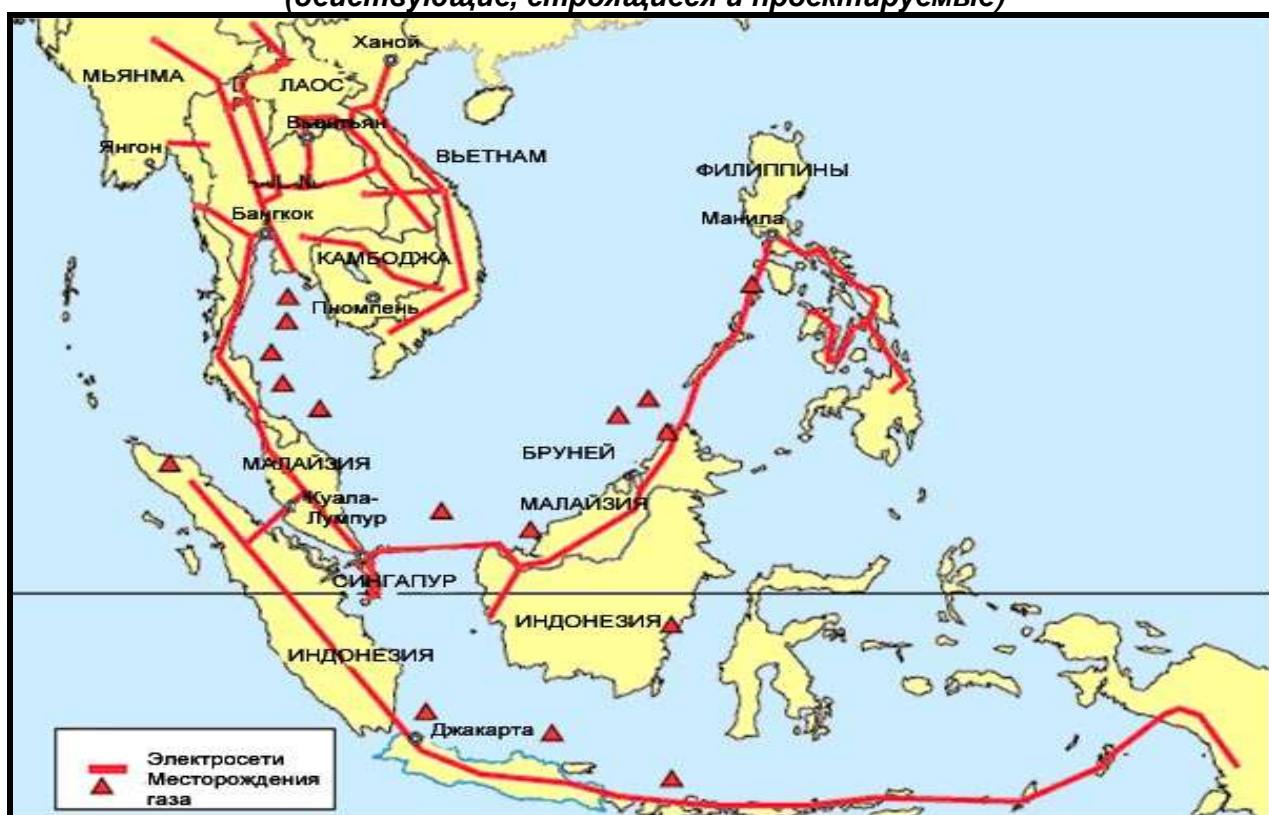 (действующие, строящиеся и проектируемые)
Ханой
МЬЯНМА
ЛАОС
Вьентьян
Янгон
ВЬЕТНАМ
ФИЛИППИНЫ
Бангкок
Манила
КАМБОДЖА
Пномпень
МАЛАЙЗИЯ
БРУНЕЙ
Куала-
Лумпур
МАЛАЙЗИЯ
СИНГАПУР
ИНДОНЕЗИЯ
ИНДОНЕЗИЯ
Джакарта
Электросети
Месторождения
газа